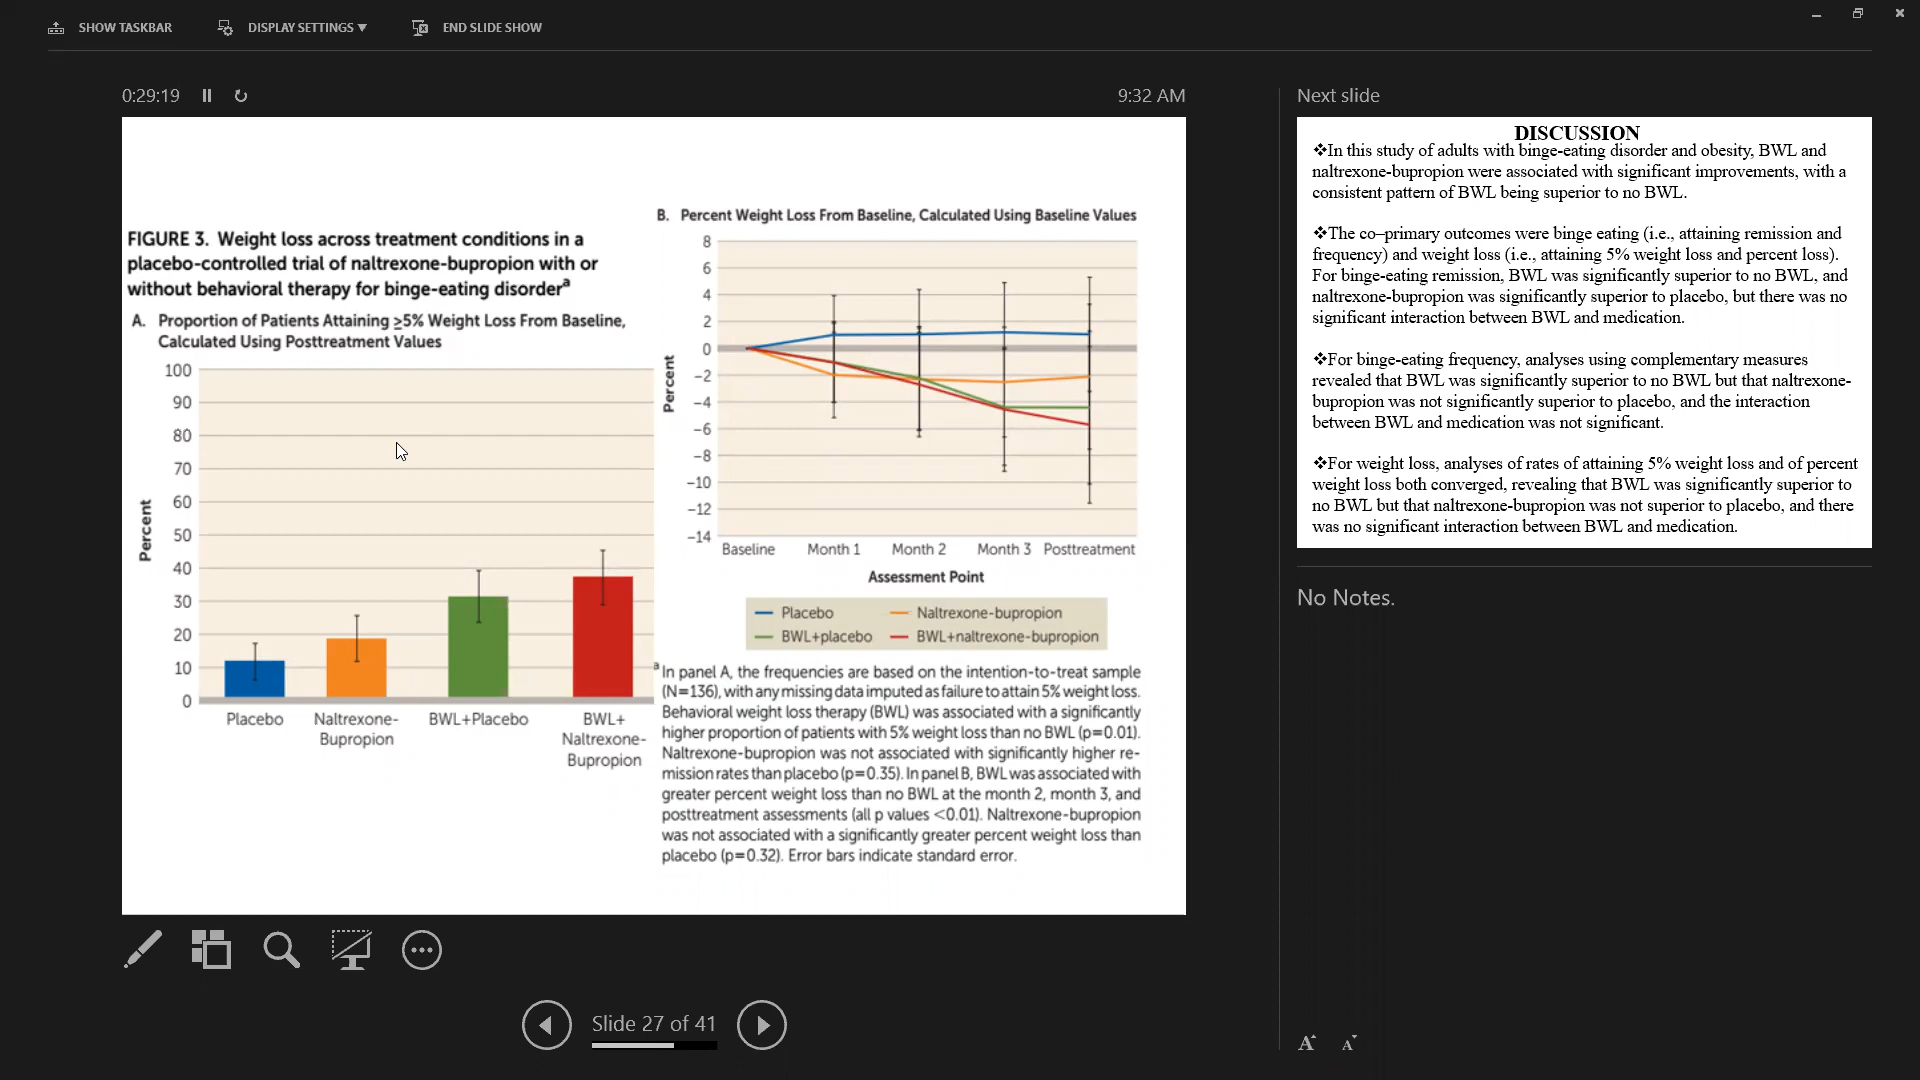 SHOW TASKBAR
DISPLAY SETTINGS ▾
END SLIDE SHOW
0:29:19
9:32 AM
FIGURE 3. Weight loss across treatment conditions in a
placebo-controlled trial of naltrexone-bupropion with or
without behavioral therapy for binge-eating disorderᵃ
A. Proportion of Patients Attaining ≥5% Weight Loss From Baseline,
Calculated Using Posttreatment Values
100
90
80
70
60
50
40
30
20
10
0
Percent
Placebo
Naltrexone-
Bupropion
BWL+Placebo
BWL+
Naltrexone-
Bupropion
B. Percent Weight Loss From Baseline, Calculated Using Baseline Values
8
6
4
2
0
−2
−4
−6
−8
−10
−12
−14
Percent
Baseline
Month 1
Month 2
Month 3
Posttreatment
Assessment Point
Placebo
Naltrexone-bupropion
BWL+placebo
BWL+naltrexone-bupropion
ᵃ In panel A, the frequencies are based on the intention-to-treat sample
(N=136), with any missing data imputed as failure to attain 5% weight loss.
Behavioral weight loss therapy (BWL) was associated with a significantly
higher proportion of patients with 5% weight loss than no BWL (p=0.01).
Naltrexone-bupropion was not associated with significantly higher re-
mission rates than placebo (p=0.35). In panel B, BWL was associated with
greater percent weight loss than no BWL at the month 2, month 3, and
posttreatment assessments (all p values <0.01). Naltrexone-bupropion
was not associated with a significantly greater percent weight loss than
placebo (p=0.32). Error bars indicate standard error.
Slide 27 of 41
Next slide
DISCUSSION
❖In this study of adults with binge-eating disorder and obesity, BWL and
naltrexone-bupropion were associated with significant improvements, with a
consistent pattern of BWL being superior to no BWL.
❖The co–primary outcomes were binge eating (i.e., attaining remission and
frequency) and weight loss (i.e., attaining 5% weight loss and percent loss).
For binge-eating remission, BWL was significantly superior to no BWL, and
naltrexone-bupropion was significantly superior to placebo, but there was no
significant interaction between BWL and medication.
❖For binge-eating frequency, analyses using complementary measures
revealed that BWL was significantly superior to no BWL but that naltrexone-
bupropion was not significantly superior to placebo, and the interaction
between BWL and medication was not significant.
❖For weight loss, analyses of rates of attaining 5% weight loss and of percent
weight loss both converged, revealing that BWL was significantly superior to
no BWL but that naltrexone-bupropion was not superior to placebo, and there
was no significant interaction between BWL and medication.
No Notes.
A A